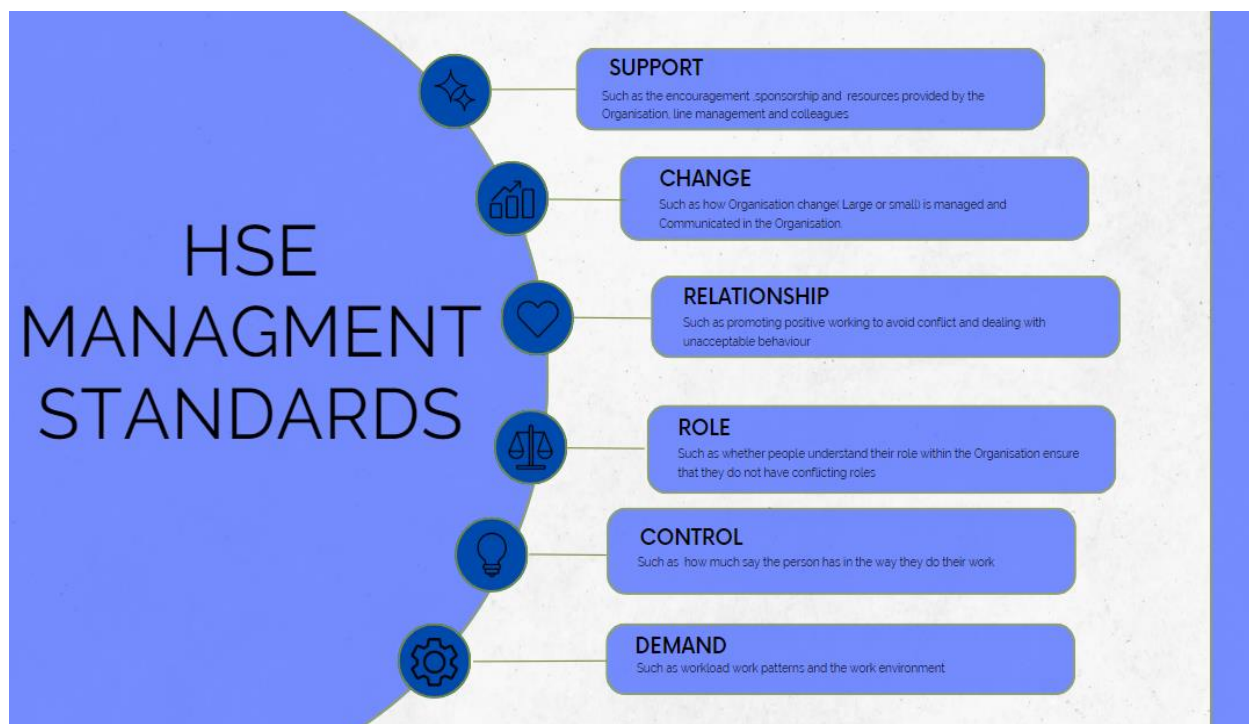 HSE
MANAGMENT
STANDARDS
SUPPORT
Such as the encouragement ,sponsorship and resources provided by the
Organisation, line management and colleagues
CHANGE
Such as how Organisation change( Large or small) is managed and
Communicated in the Organisation.
RELATIONSHIP
Such as promoting positive working to avoid conflict and dealing with
unacceptable behaviour
ROLE
Such as whether people understand their role within the Organisation ensure
that they do not have conflicting roles
CONTROL
Such as how much say the person has in the way they do their work
DEMAND
Such as workload work patterns and the work environment